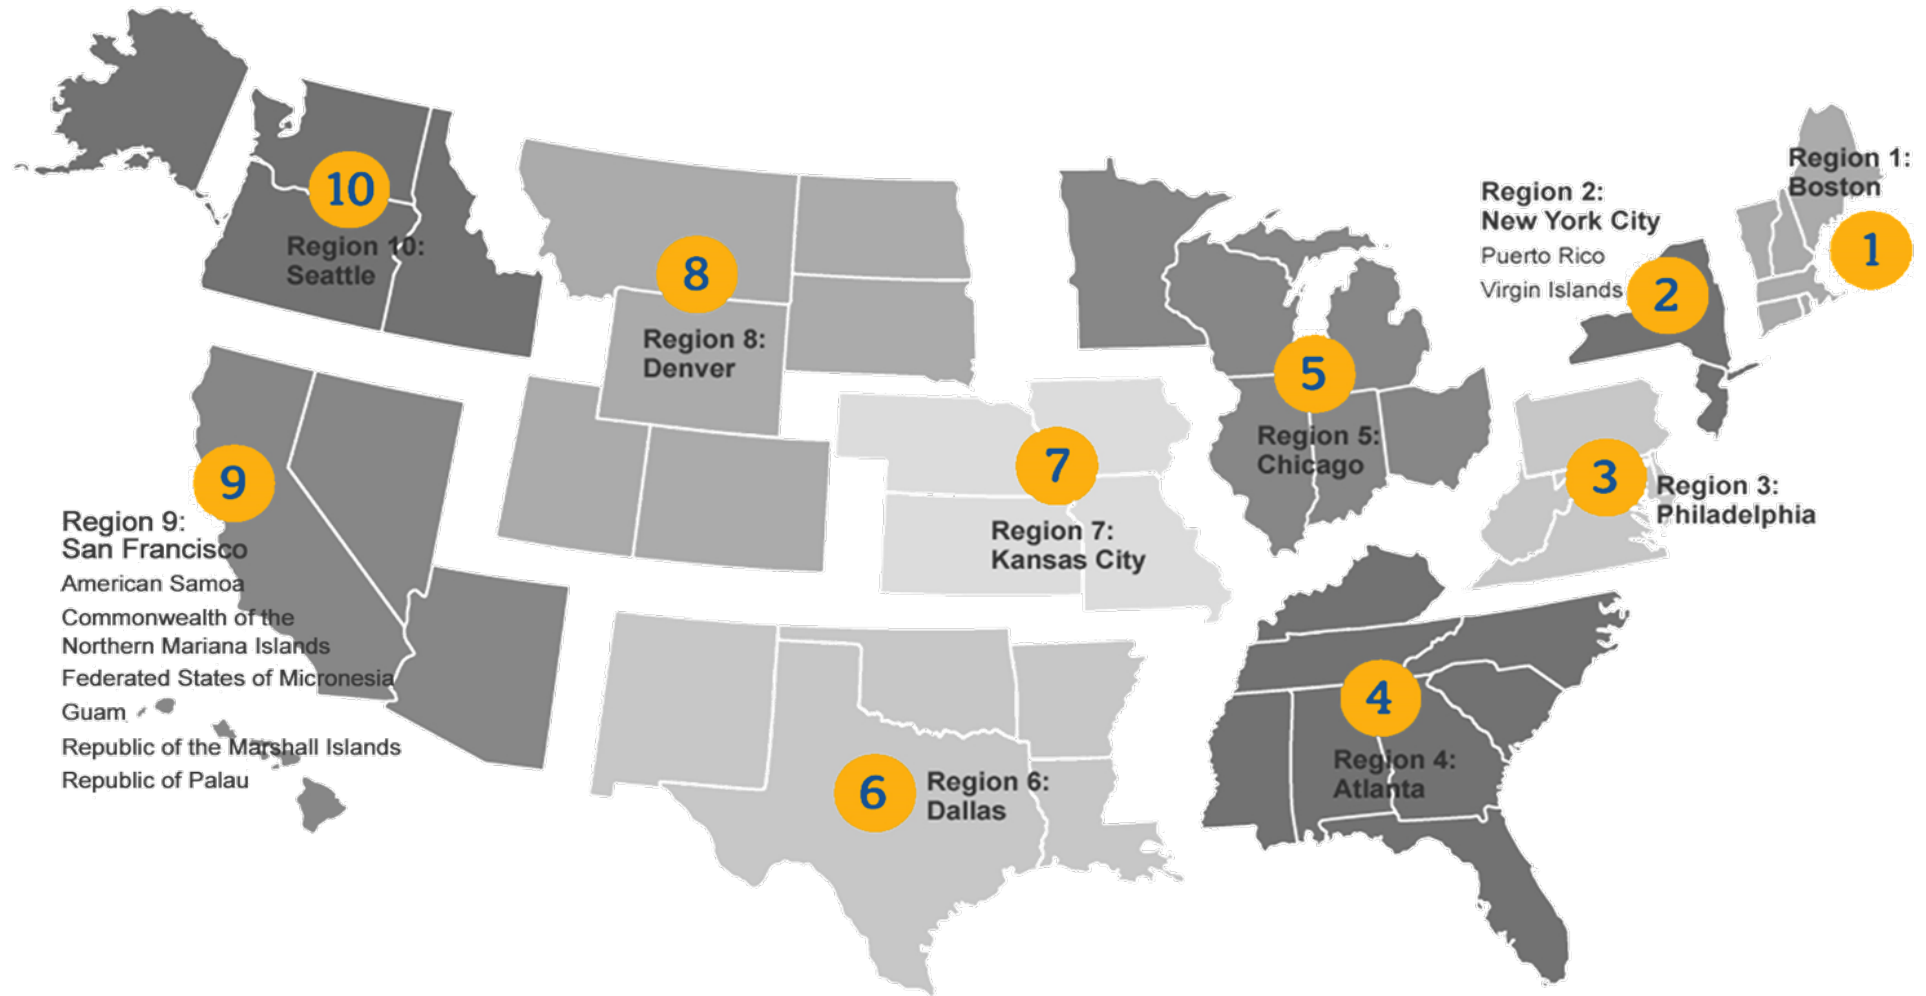 10
Region 10:
Seattle
8
Region 8:
Denver
9
Region 9:
San Francisco
American Samoa
Commonwealth of the
Northern Mariana Islands
Federated States of Micronesia
Guam
Republic of the Marshall Islands
Republic of Palau
7
Region 7:
Kansas City
6
Region 6:
Dallas
5
Region 5:
Chicago
4
Region 4:
Atlanta
Region 2:
New York City
Puerto Rico
Virgin Islands
2
Region 1:
Boston
1
3
Region 3:
Philadelphia